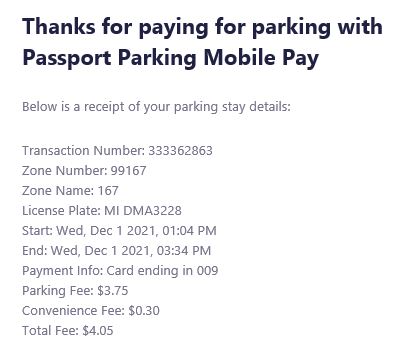 Thanks for paying for parking with
Passport Parking Mobile Pay
Below is a receipt of your parking stay details:
Transaction Number: 333362863
Zone Number: 99167
Zone Name: 167
License Plate: MI DMA3228
Start: Wed, Dec 1 2021, 01:04 PM
End: Wed, Dec 1 2021, 03:34 PM
Payment Info: Card ending in 009
Parking Fee: $3.75
Convenience Fee: $0.30
Total Fee: $4.05